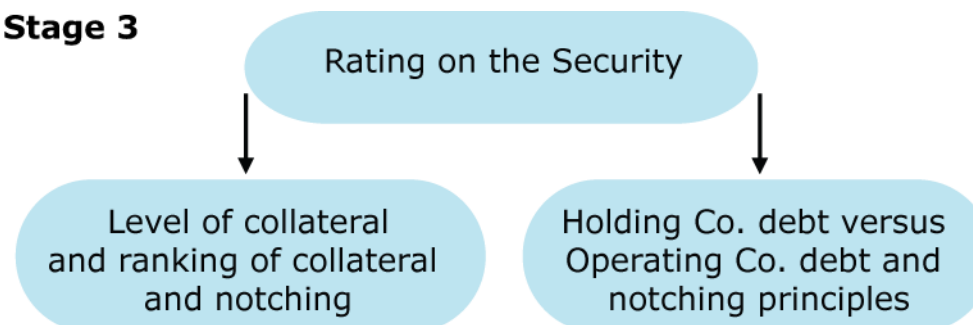 Stage 3
Rating on the Security
Level of collateral
and ranking of collateral
and notching
Holding Co. debt versus
Operating Co. debt and
notching principles